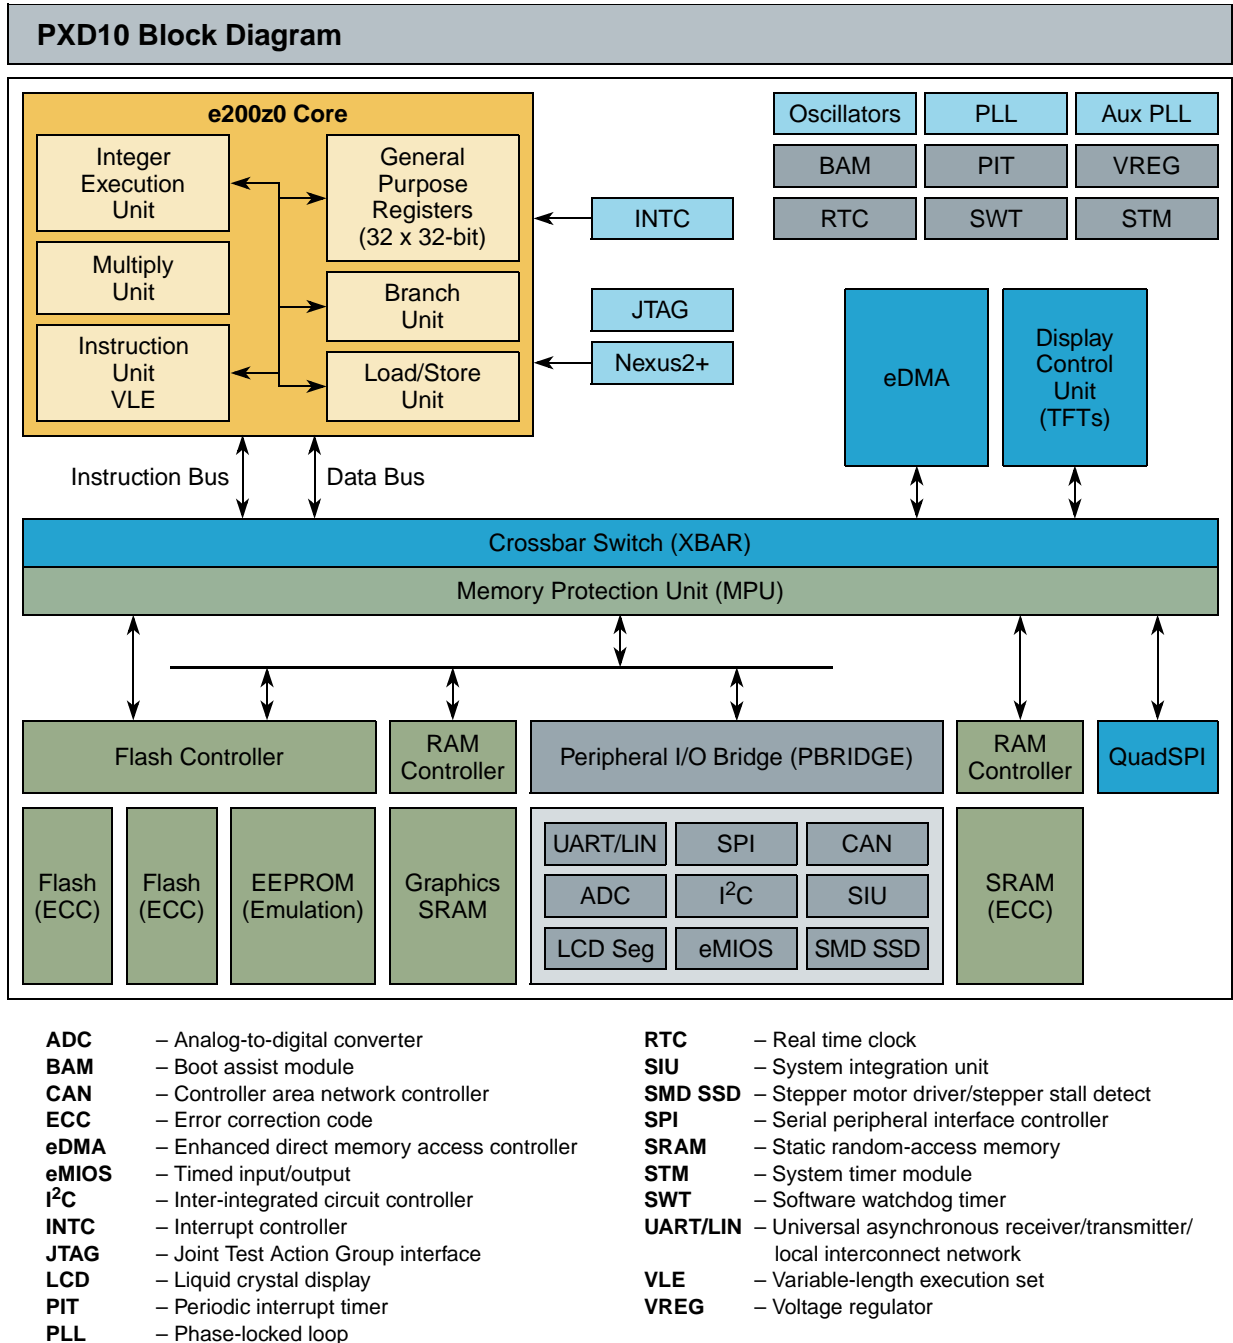 PXD10 Block Diagram
e200z0 Core
Integer
Execution
Unit
General
Purpose
Registers
(32 x 32-bit)
Multiply
Unit
Branch
Unit
Instruction
Unit
VLE
Load/Store
Unit
INTC
JTAG
Nexus2+
Oscillators
PLL
Aux PLL
BAM
PIT
VREG
RTC
SWT
STM
eDMA
Display
Control
Unit
(TFTs)
Instruction Bus
Data Bus
Crossbar Switch (XBAR)
Memory Protection Unit (MPU)
Flash Controller
RAM
Controller
Peripheral I/O Bridge (PBRIDGE)
RAM
Controller
QuadSPI
Flash
(ECC)
Flash
(ECC)
EEPROM
(Emulation)
Graphics
SRAM
UART/LIN
SPI
CAN
ADC
I²C
SIU
LCD Seg
eMIOS
SMD SSD
SRAM
(ECC)
ADC – Analog-to-digital converter
BAM – Boot assist module
CAN – Controller area network controller
ECC – Error correction code
eDMA – Enhanced direct memory access controller
eMIOS – Timed input/output
I²C – Inter-integrated circuit controller
INTC – Interrupt controller
JTAG – Joint Test Action Group interface
LCD – Liquid crystal display
PIT – Periodic interrupt timer
PLL – Phase-locked loop
RTC – Real time clock
SIU – System integration unit
SMD SSD – Stepper motor driver/stepper stall detect
SPI – Serial peripheral interface controller
SRAM – Static random-access memory
STM – System timer module
SWT – Software watchdog timer
UART/LIN – Universal asynchronous receiver/transmitter/
local interconnect network
VLE – Variable-length execution set
VREG – Voltage regulator